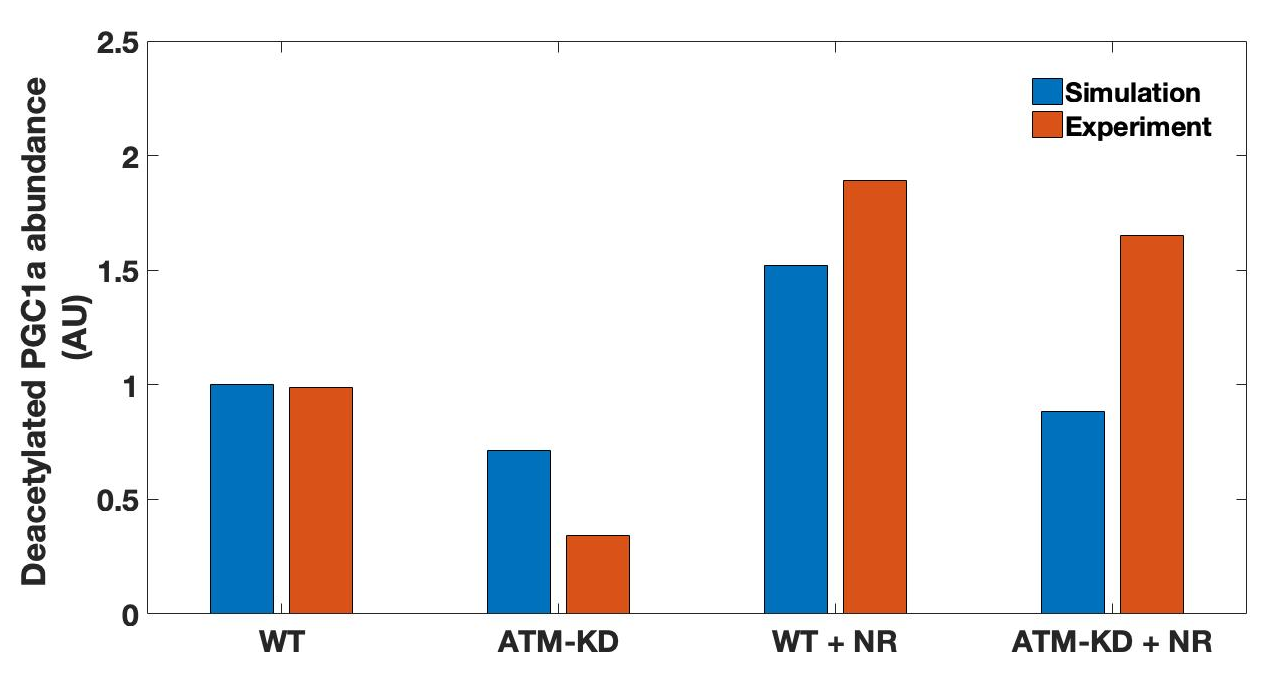 Deacetylated PGC1a abundance
(AU)
2.5
2
1.5
1
0.5
0
Simulation
Experiment
WT
ATM-KD
WT + NR
ATM-KD + NR